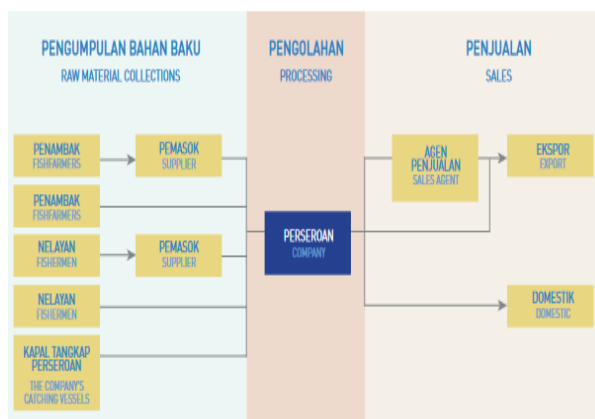 PENGUMPULAN BAHAN BAKU
RAW MATERIAL COLLECTIONS
PENGOLAHAN
PROCESSING
PENJUALAN
SALES
PENAMBAK
FISHFARMERS
PEMASOK
SUPPLIER
AGEN
PENJUALAN
SALES AGENT
EKSPOR
EXPORT
PENAMBAK
FISHFARMERS
PERSEROAN
COMPANY
NELAYAN
FISHERMEN
PEMASOK
SUPPLIER
NELAYAN
FISHERMEN
DOMESTIK
DOMESTIC
KAPAL TANGKAP
PERSEROAN
THE COMPANY'S
CATCHING VESSELS